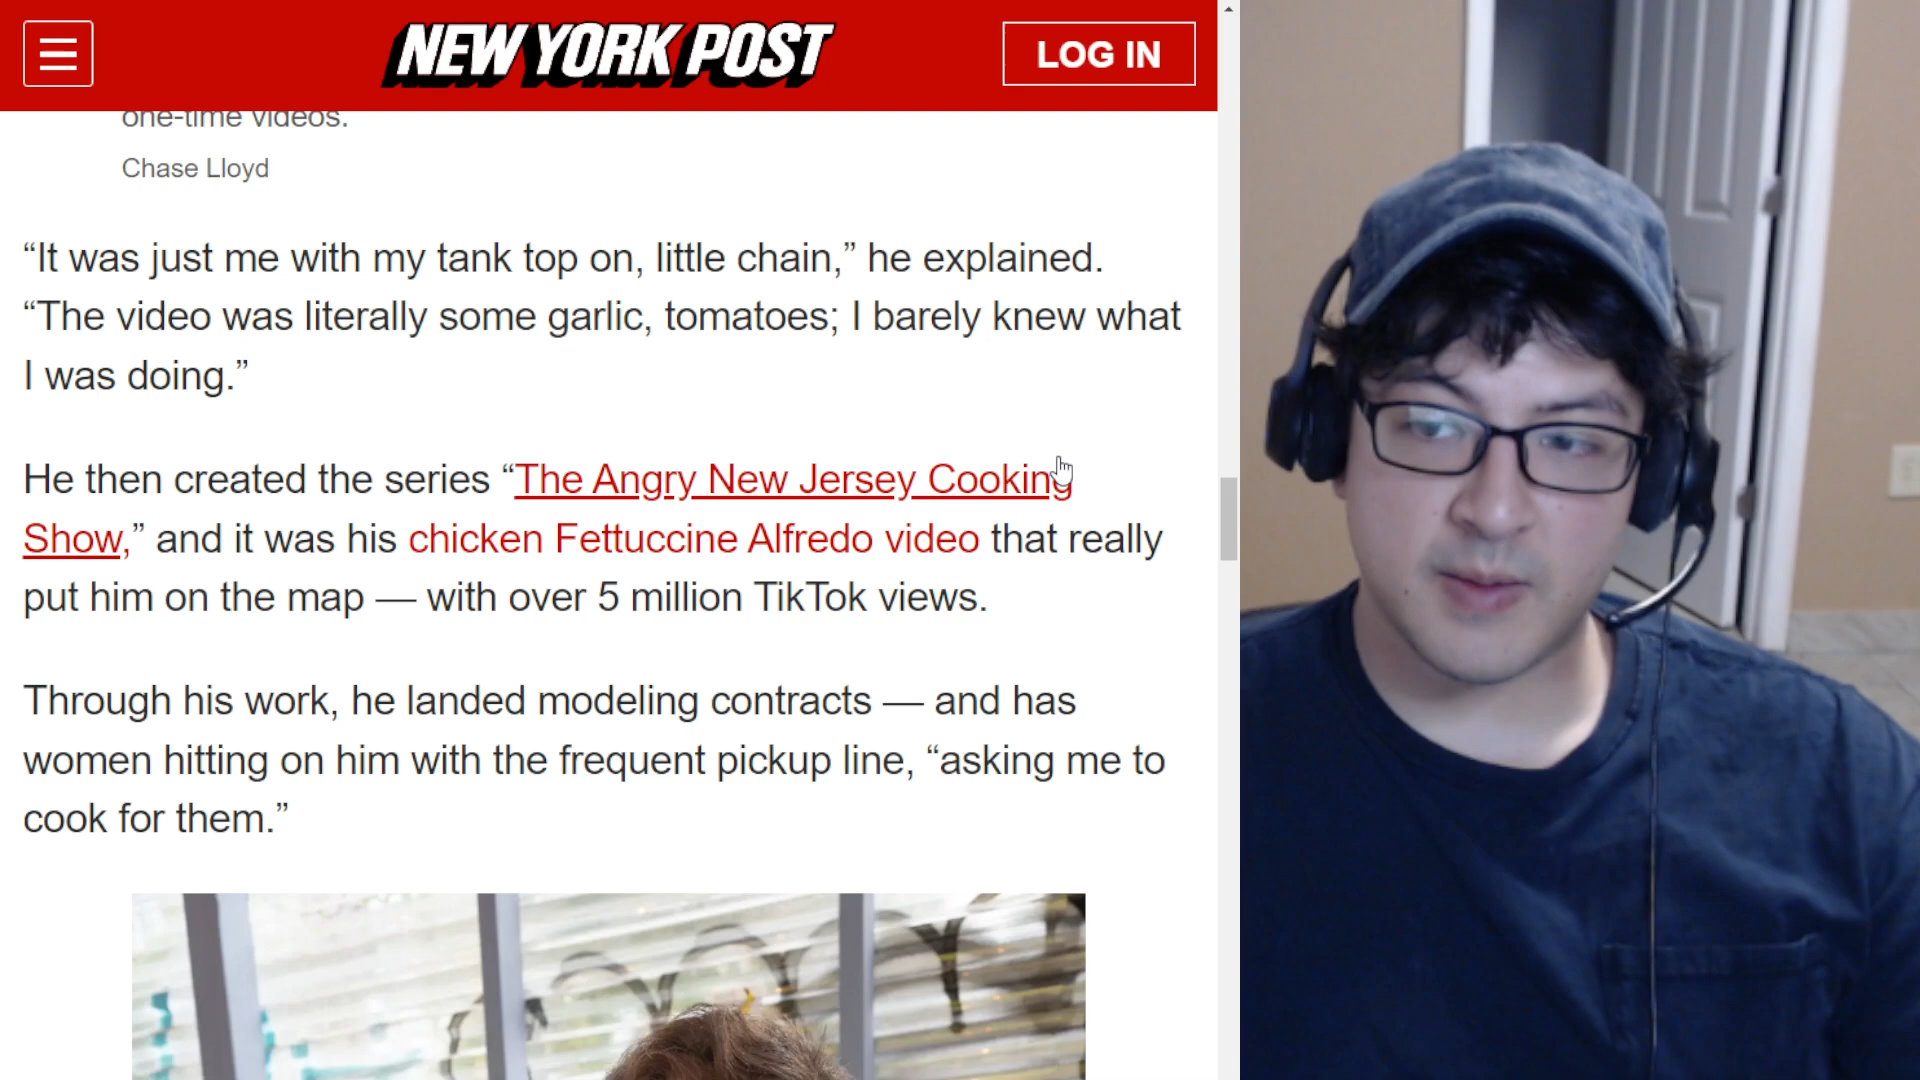 NEW YORK POST
LOG IN
one-time videos.
Chase Lloyd
“It was just me with my tank top on, little chain,” he explained.
“The video was literally some garlic, tomatoes; I barely knew what
I was doing.”
He then created the series “The Angry New Jersey Cooking
Show,” and it was his chicken Fettuccine Alfredo video that really
put him on the map — with over 5 million TikTok views.
Through his work, he landed modeling contracts — and has
women hitting on him with the frequent pickup line, “asking me to
cook for them.”